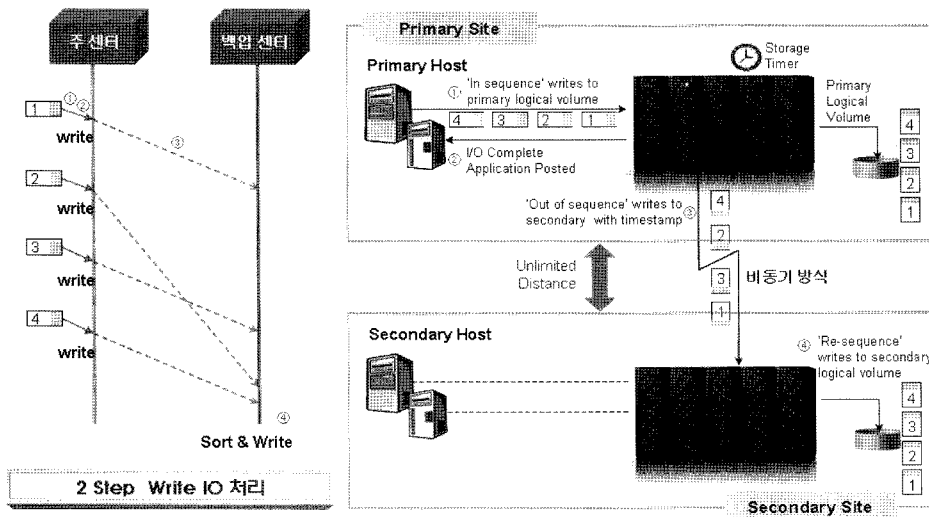 주 센터
백업 센터
1
①②
write
③
2
write
3
write
4
write
④
Sort & Write
2 Step Write IO 처리
Primary Site
Storage
Timer
Primary Host
① 'In sequence' writes to
primary logical volume
4 3 2 1
② I/O Complete
Application Posted
Primary
Logical
Volume
4
3
2
1
'Out of sequence' writes to
secondary with timestamp
③
4
2
3
1
비동기 방식
Unlimited
Distance
Secondary Host
④ 'Re-sequence'
writes to secondary
logical volume
4
3
2
1
Secondary Site